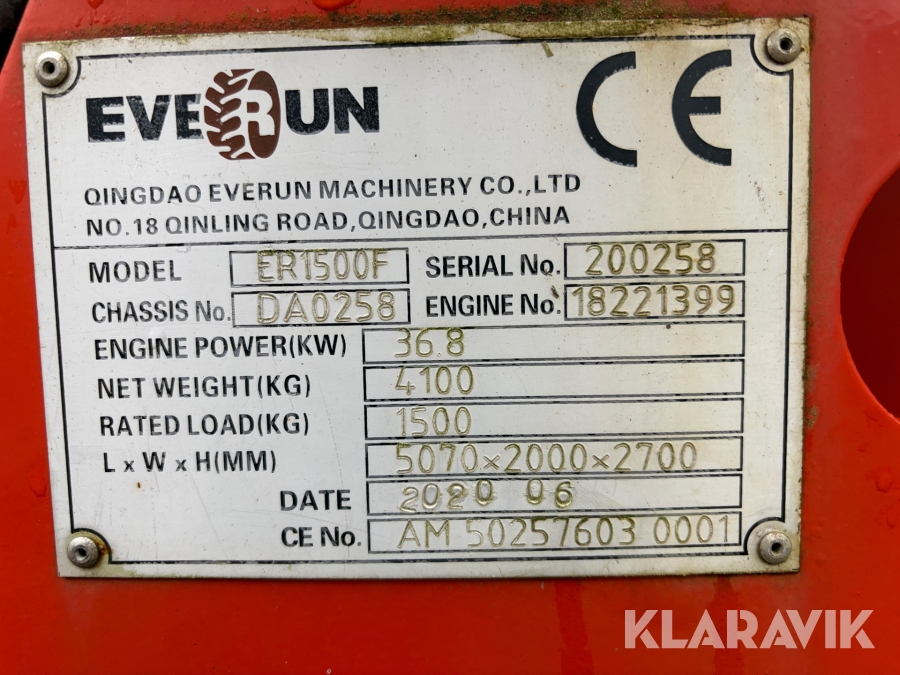 EVERUN
CE
QINGDAO EVERUN MACHINERY CO.,LTD
NO.18 QINLING ROAD,QINGDAO,CHINA
MODEL ER1500F SERIAL No. 200258
CHASSIS No. DA0258 ENGINE No. 18221399
ENGINE POWER(KW) 36.8
NET WEIGHT(KG) 4100
RATED LOAD(KG) 1500
L x W x H(MM) 5070×2000×2700
DATE 2020 06
CE No. AM 50257603 0001
KLARAVIK